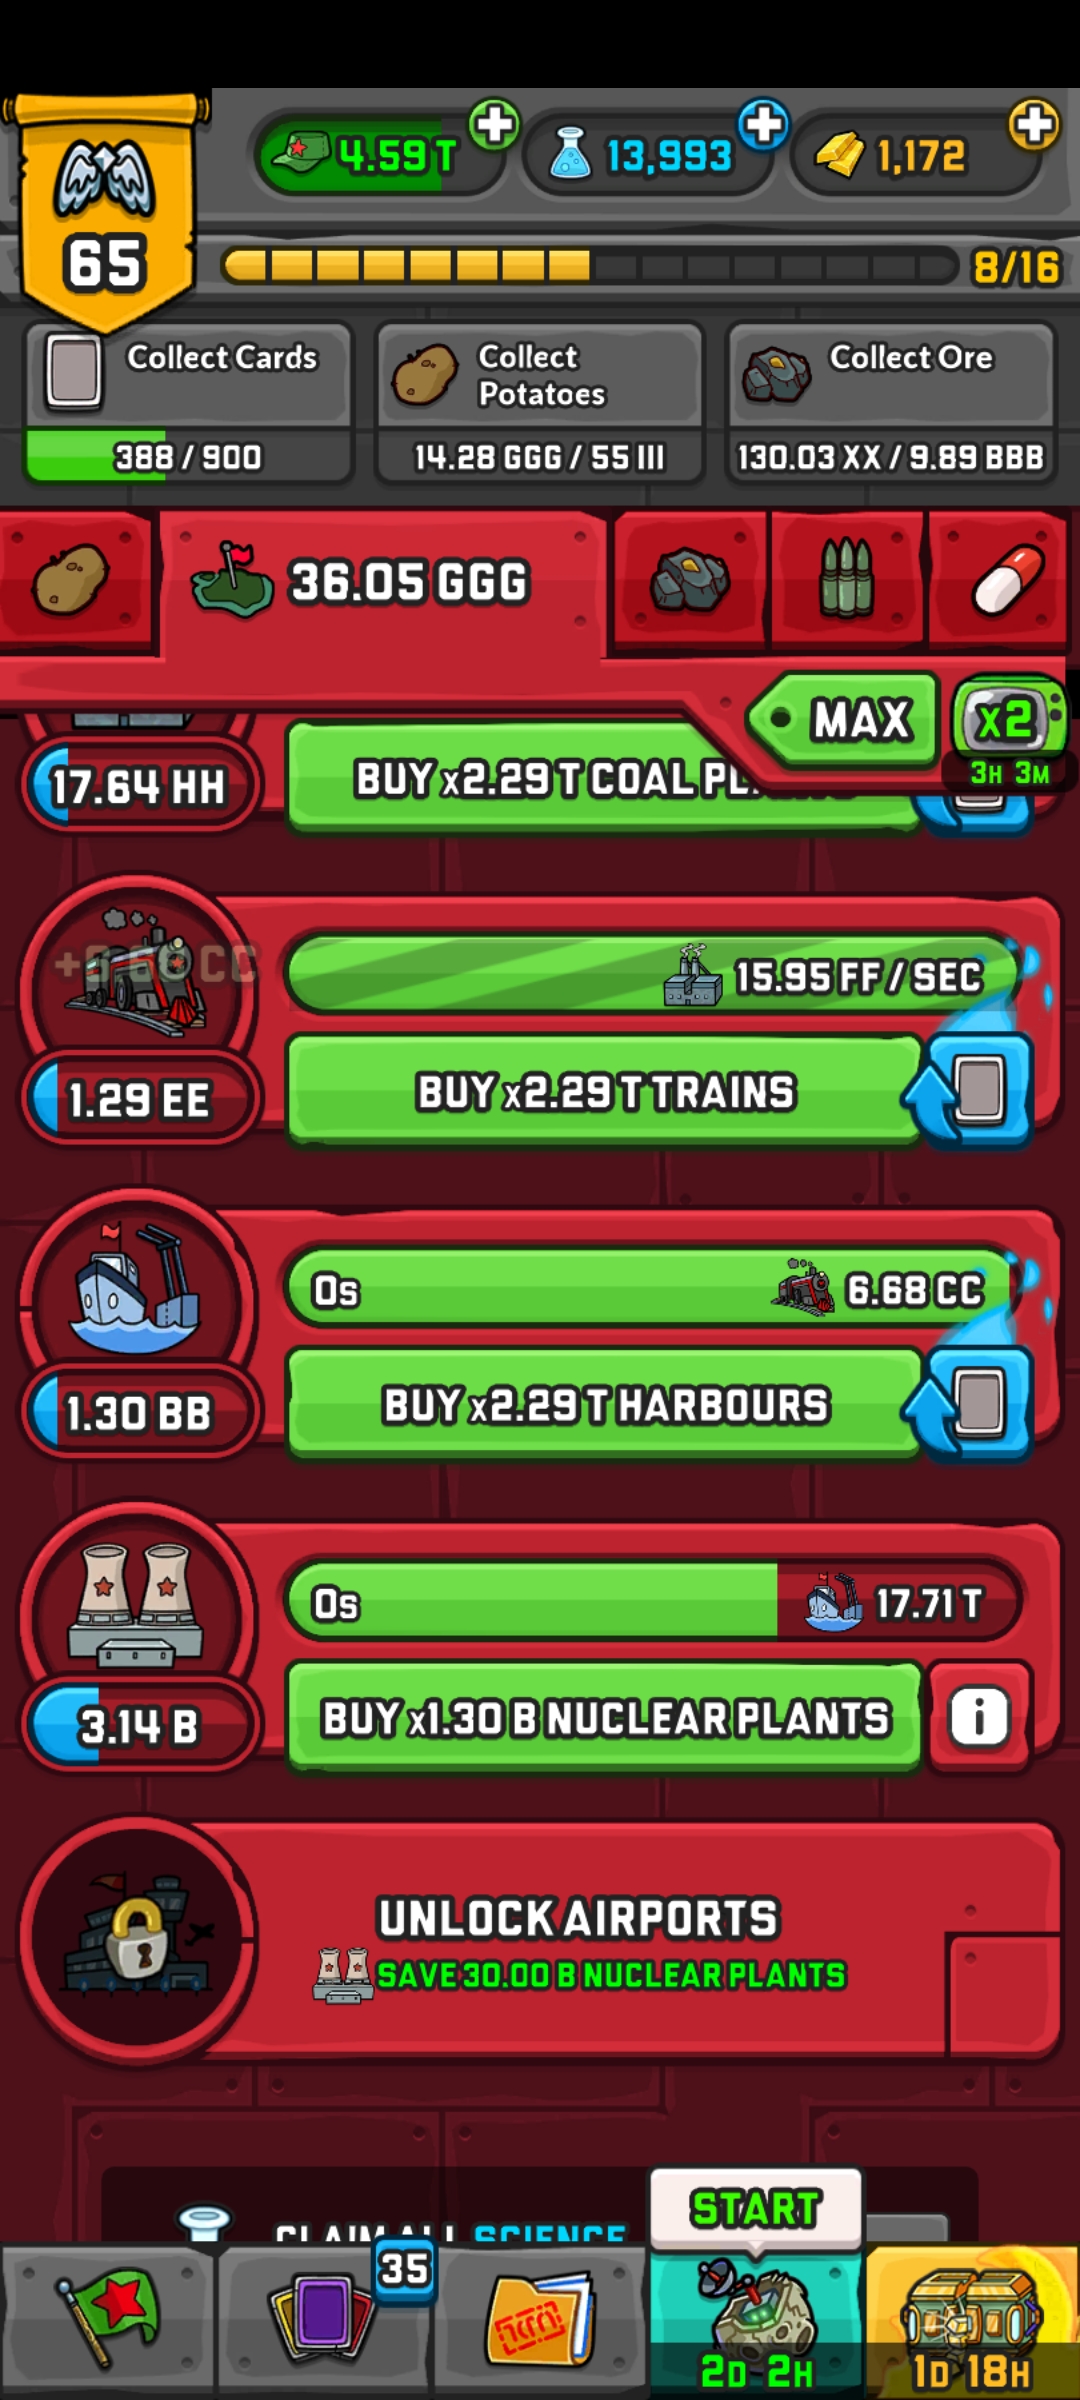 4.59 T
13,993
1,172
65
8/16
Collect Cards
Collect
Potatoes
Collect Ore
388 / 900
14.28 GGG / 55 III
130.03 XX / 9.89 BBB
36.05 GGG
MAX
x2
3H 3M
17.64 HH
BUY x2.29 T COAL PL
15.95 FF / SEC
1.29 EE
BUY x2.29 T TRAINS
0s
6.68 CC
1.30 BB
BUY x2.29 T HARBOURS
0s
17.71 T
3.14 B
BUY x1.30 B NUCLEAR PLANTS
i
UNLOCK AIRPORTS
SAVE 30.00 B NUCLEAR PLANTS
START
CLAIM ALL SCIENCE
35
2D 2H
1D 18H